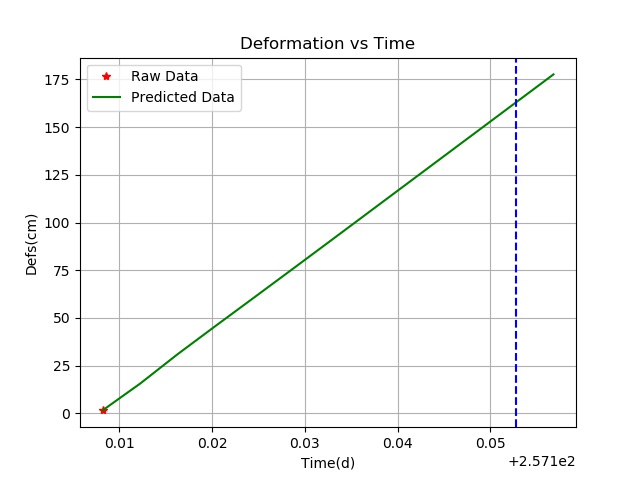 Deformation vs Time
Raw Data
Predicted Data
175
150
125
100
75
50
25
0
Defs(cm)
0.01 0.02 0.03 0.04 0.05
Time(d)
+2.571e2